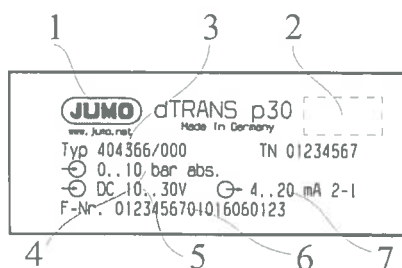 1 3 2
JUMO dTRANS p30
www.jumo.net Made in Germany
Typ 404366/000 TN 01234567
0..10 bar abs.
DC 10..30V 4..20 mA 2-L
F-Nr. 0123456701016060123
4 5 6 7